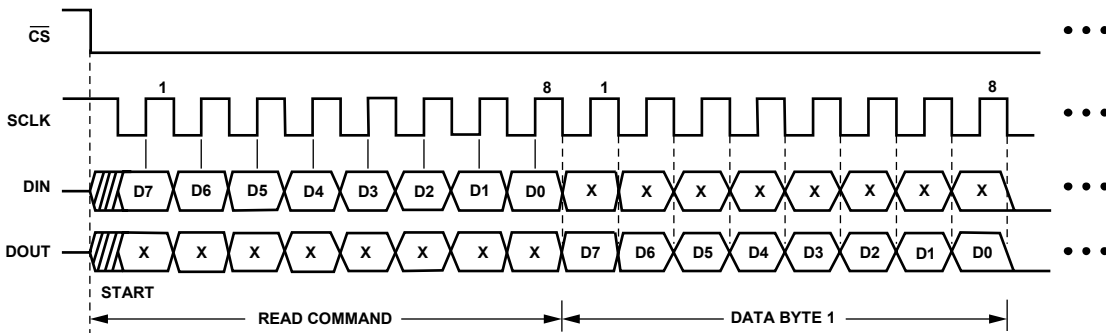 CS
1 8 1 8
SCLK
DIN D7 D6 D5 D4 D3 D2 D1 D0 X X X X X X X X
DOUT X X X X X X X X D7 D6 D5 D4 D3 D2 D1 D0
START
READ COMMAND DATA BYTE 1